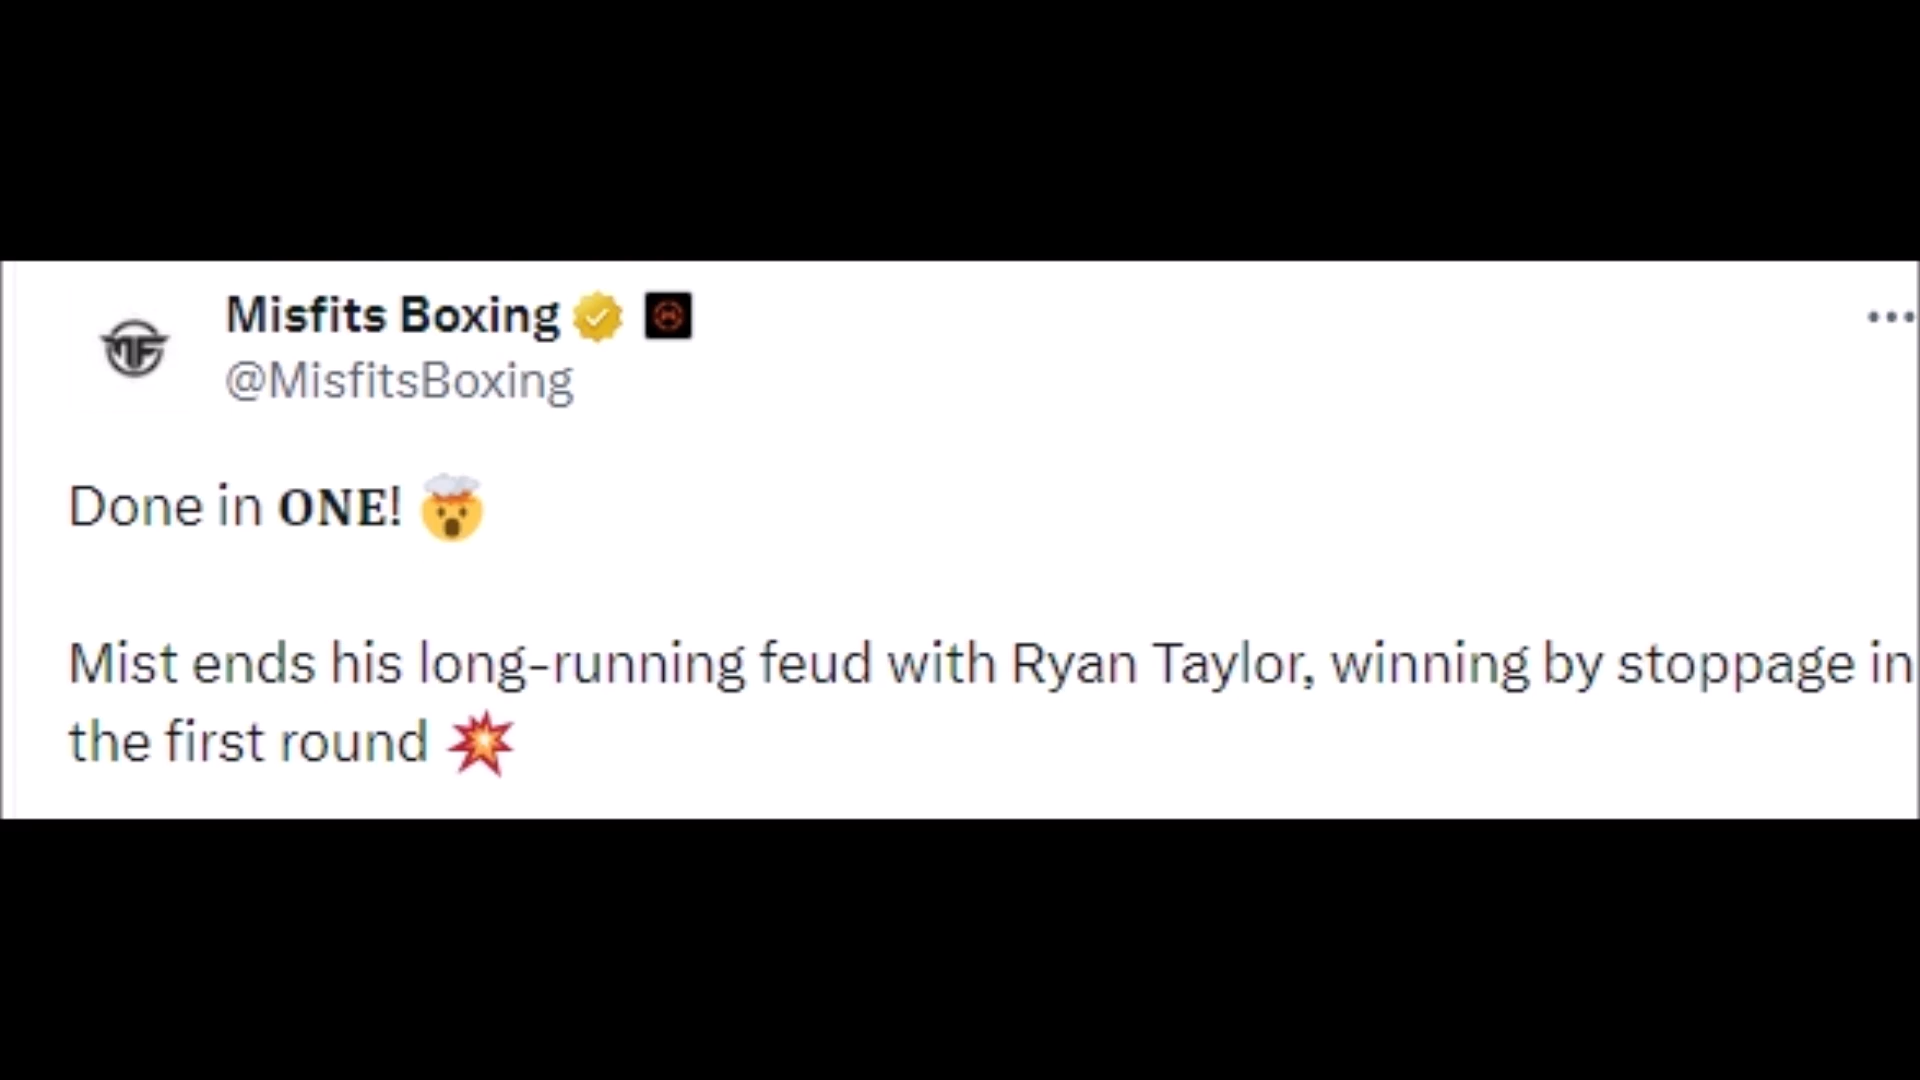 Misfits Boxing
@MisfitsBoxing
Done in ONE! 🤯
Mist ends his long-running feud with Ryan Taylor, winning by stoppage in
the first round 💥